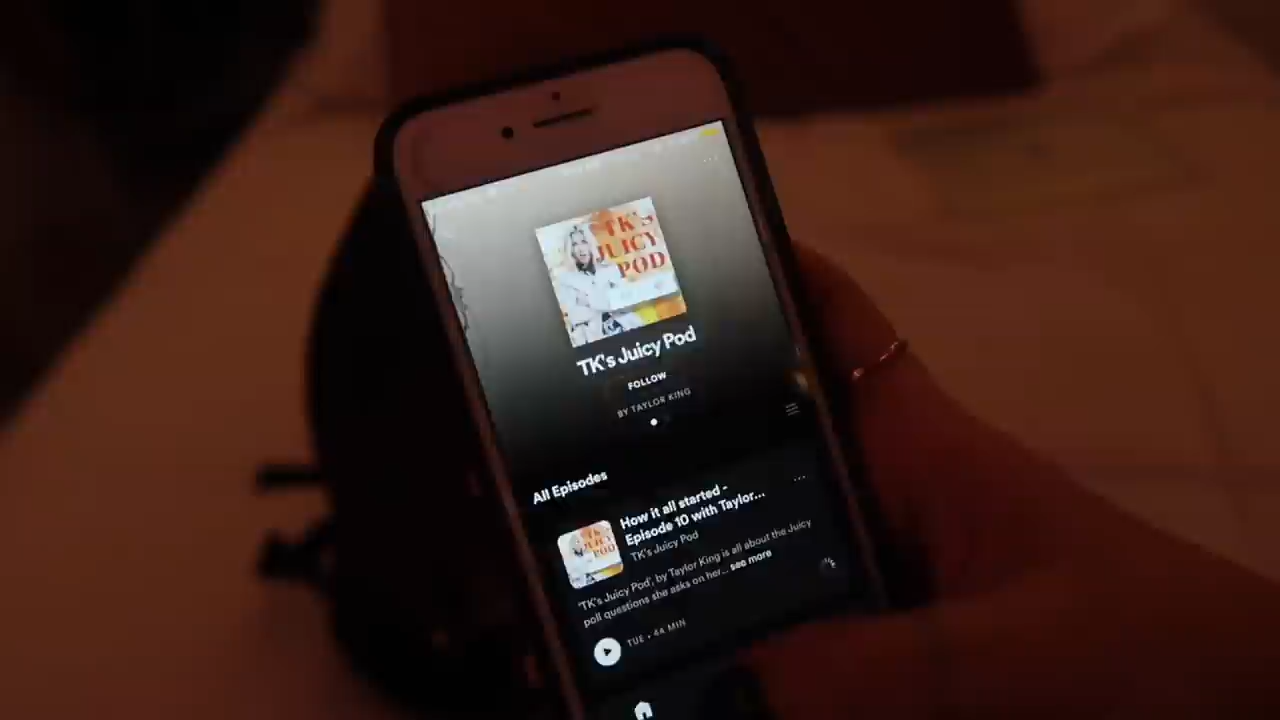 TK'S
JUICY
POD
TK's Juicy Pod
FOLLOW
BY TAYLOR KING
All Episodes
How it all started -
Episode 10 with Taylor...
TK's Juicy Pod
'TK's Juicy Pod', by Taylor King is all about the Juicy
poll questions she asks on her... see more
TUE • 44 MIN